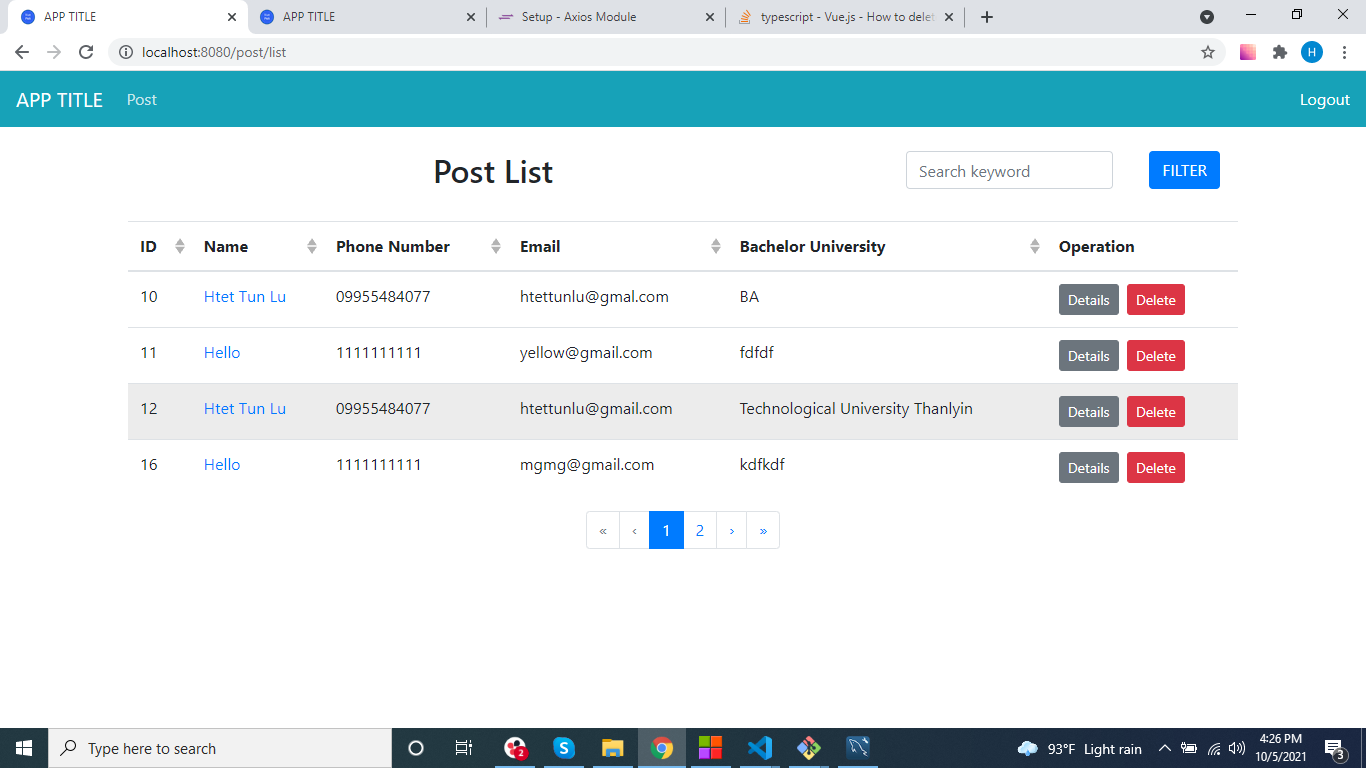 APP TITLE
APP TITLE
Setup - Axios Module
typescript - Vue.js - How to delet
localhost:8080/post/list
H
APP TITLE Post Logout
Post List
Search keyword
FILTER
ID Name Phone Number Email Bachelor University Operation
10 Htet Tun Lu 09955484077 htettunlu@gmal.com BA Details Delete
11 Hello 1111111111 yellow@gmail.com fdfdf Details Delete
12 Htet Tun Lu 09955484077 htettunlu@gmail.com Technological University Thanlyin Details Delete
16 Hello 1111111111 mgmg@gmail.com kdfkdf Details Delete
« ‹ 1 2 › »
Type here to search
2
93°F Light rain
4:26 PM
10/5/2021
3